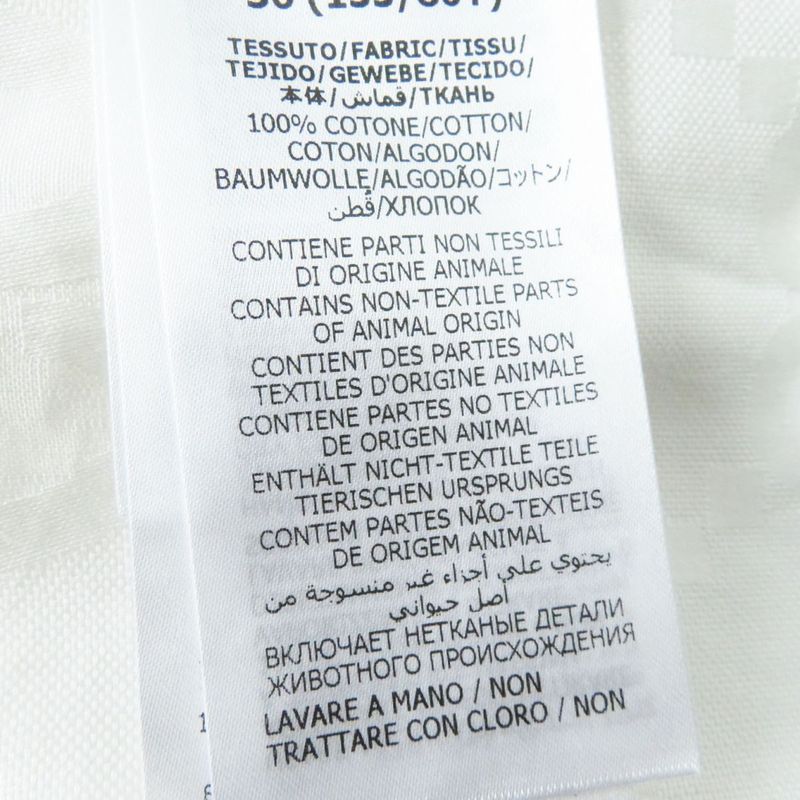 TESSUTO/FABRIC/TISSU/
TEJIDO/GEWEBE/TECIDO/
本体/قماش/ТКАНЬ
100% COTONE/COTTON/
COTON/ALGODON/
BAUMWOLLE/ALGODÃO/コットン/
قُطن/ХЛОПОК
CONTIENE PARTI NON TESSILI
DI ORIGINE ANIMALE
CONTAINS NON-TEXTILE PARTS
OF ANIMAL ORIGIN
CONTIENT DES PARTIES NON
TEXTILES D'ORIGINE ANIMALE
CONTIENE PARTES NO TEXTILES
DE ORIGEN ANIMAL
ENTHÄLT NICHT-TEXTILE TEILE
TIERISCHEN URSPRUNGS
CONTEM PARTES NÃO-TEXTEIS
DE ORIGEM ANIMAL
يحتوي على أجزاء غير منسوجة من
أصل حيواني
ВКЛЮЧАЕТ НЕТКАНЫЕ ДЕТАЛИ
ЖИВОТНОГО ПРОИСХОЖДЕНИЯ
LAVARE A MANO / NON
TRATTARE CON CLORO / NON